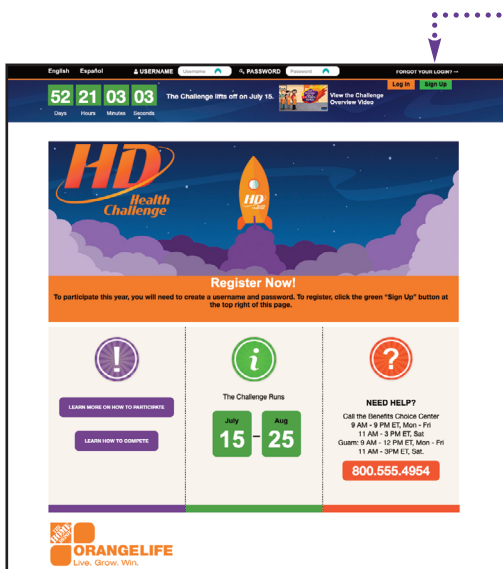 English Español USERNAME Username PASSWORD Password FORGOT YOUR LOGIN?
Log In Sign Up
52 21 03 03
Days Hours Minutes Seconds
The Challenge lifts off on July 15.
View the Challenge
Overview Video
HD
Health
Challenge
HD
Register Now!
To participate this year, you will need to create a username and password. To register, click the green "Sign Up" button at
the top right of this page.
!
LEARN MORE ON HOW TO PARTICIPATE
LEARN HOW TO COMPETE
i
The Challenge Runs
July Aug
15 - 25
?
NEED HELP?
Call the Benefits Choice Center
9 AM - 9 PM ET, Mon - Fri
11 AM - 3 PM ET, Sat
Guam: 9 AM - 12 PM ET, Mon - Fri
11 AM - 3PM ET, Sat.
800.555.4954
THE HOME DEPOT
ORANGELIFE
Live. Grow. Win.